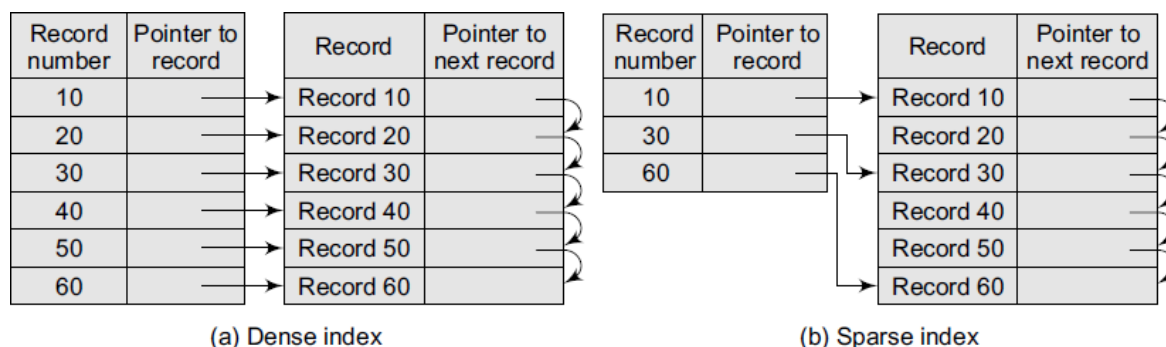 Record number Pointer to record
10
20
30
40
50
60
Record Pointer to next record
Record 10
Record 20
Record 30
Record 40
Record 50
Record 60
(a) Dense index
Record number Pointer to record
10
30
60
Record Pointer to next record
Record 10
Record 20
Record 30
Record 40
Record 50
Record 60
(b) Sparse index